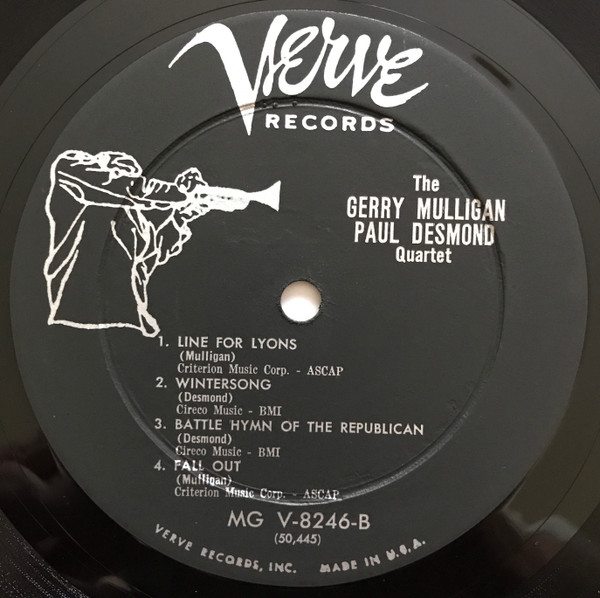 Verve
RECORDS
The
GERRY MULLIGAN
PAUL DESMOND
Quartet
1. LINE FOR LYONS
(Mulligan)
Criterion Music Corp. - ASCAP
2. WINTERSONG
(Desmond)
Cireco Music - BMI
3. BATTLE HYMN OF THE REPUBLICAN
(Desmond)
Cireco Music - BMI
4. FALL OUT
(Mulligan)
Criterion Music Corp. - ASCAP
MG V-8246-B
(50,445)
VERVE RECORDS, INC. MADE IN U.S.A.